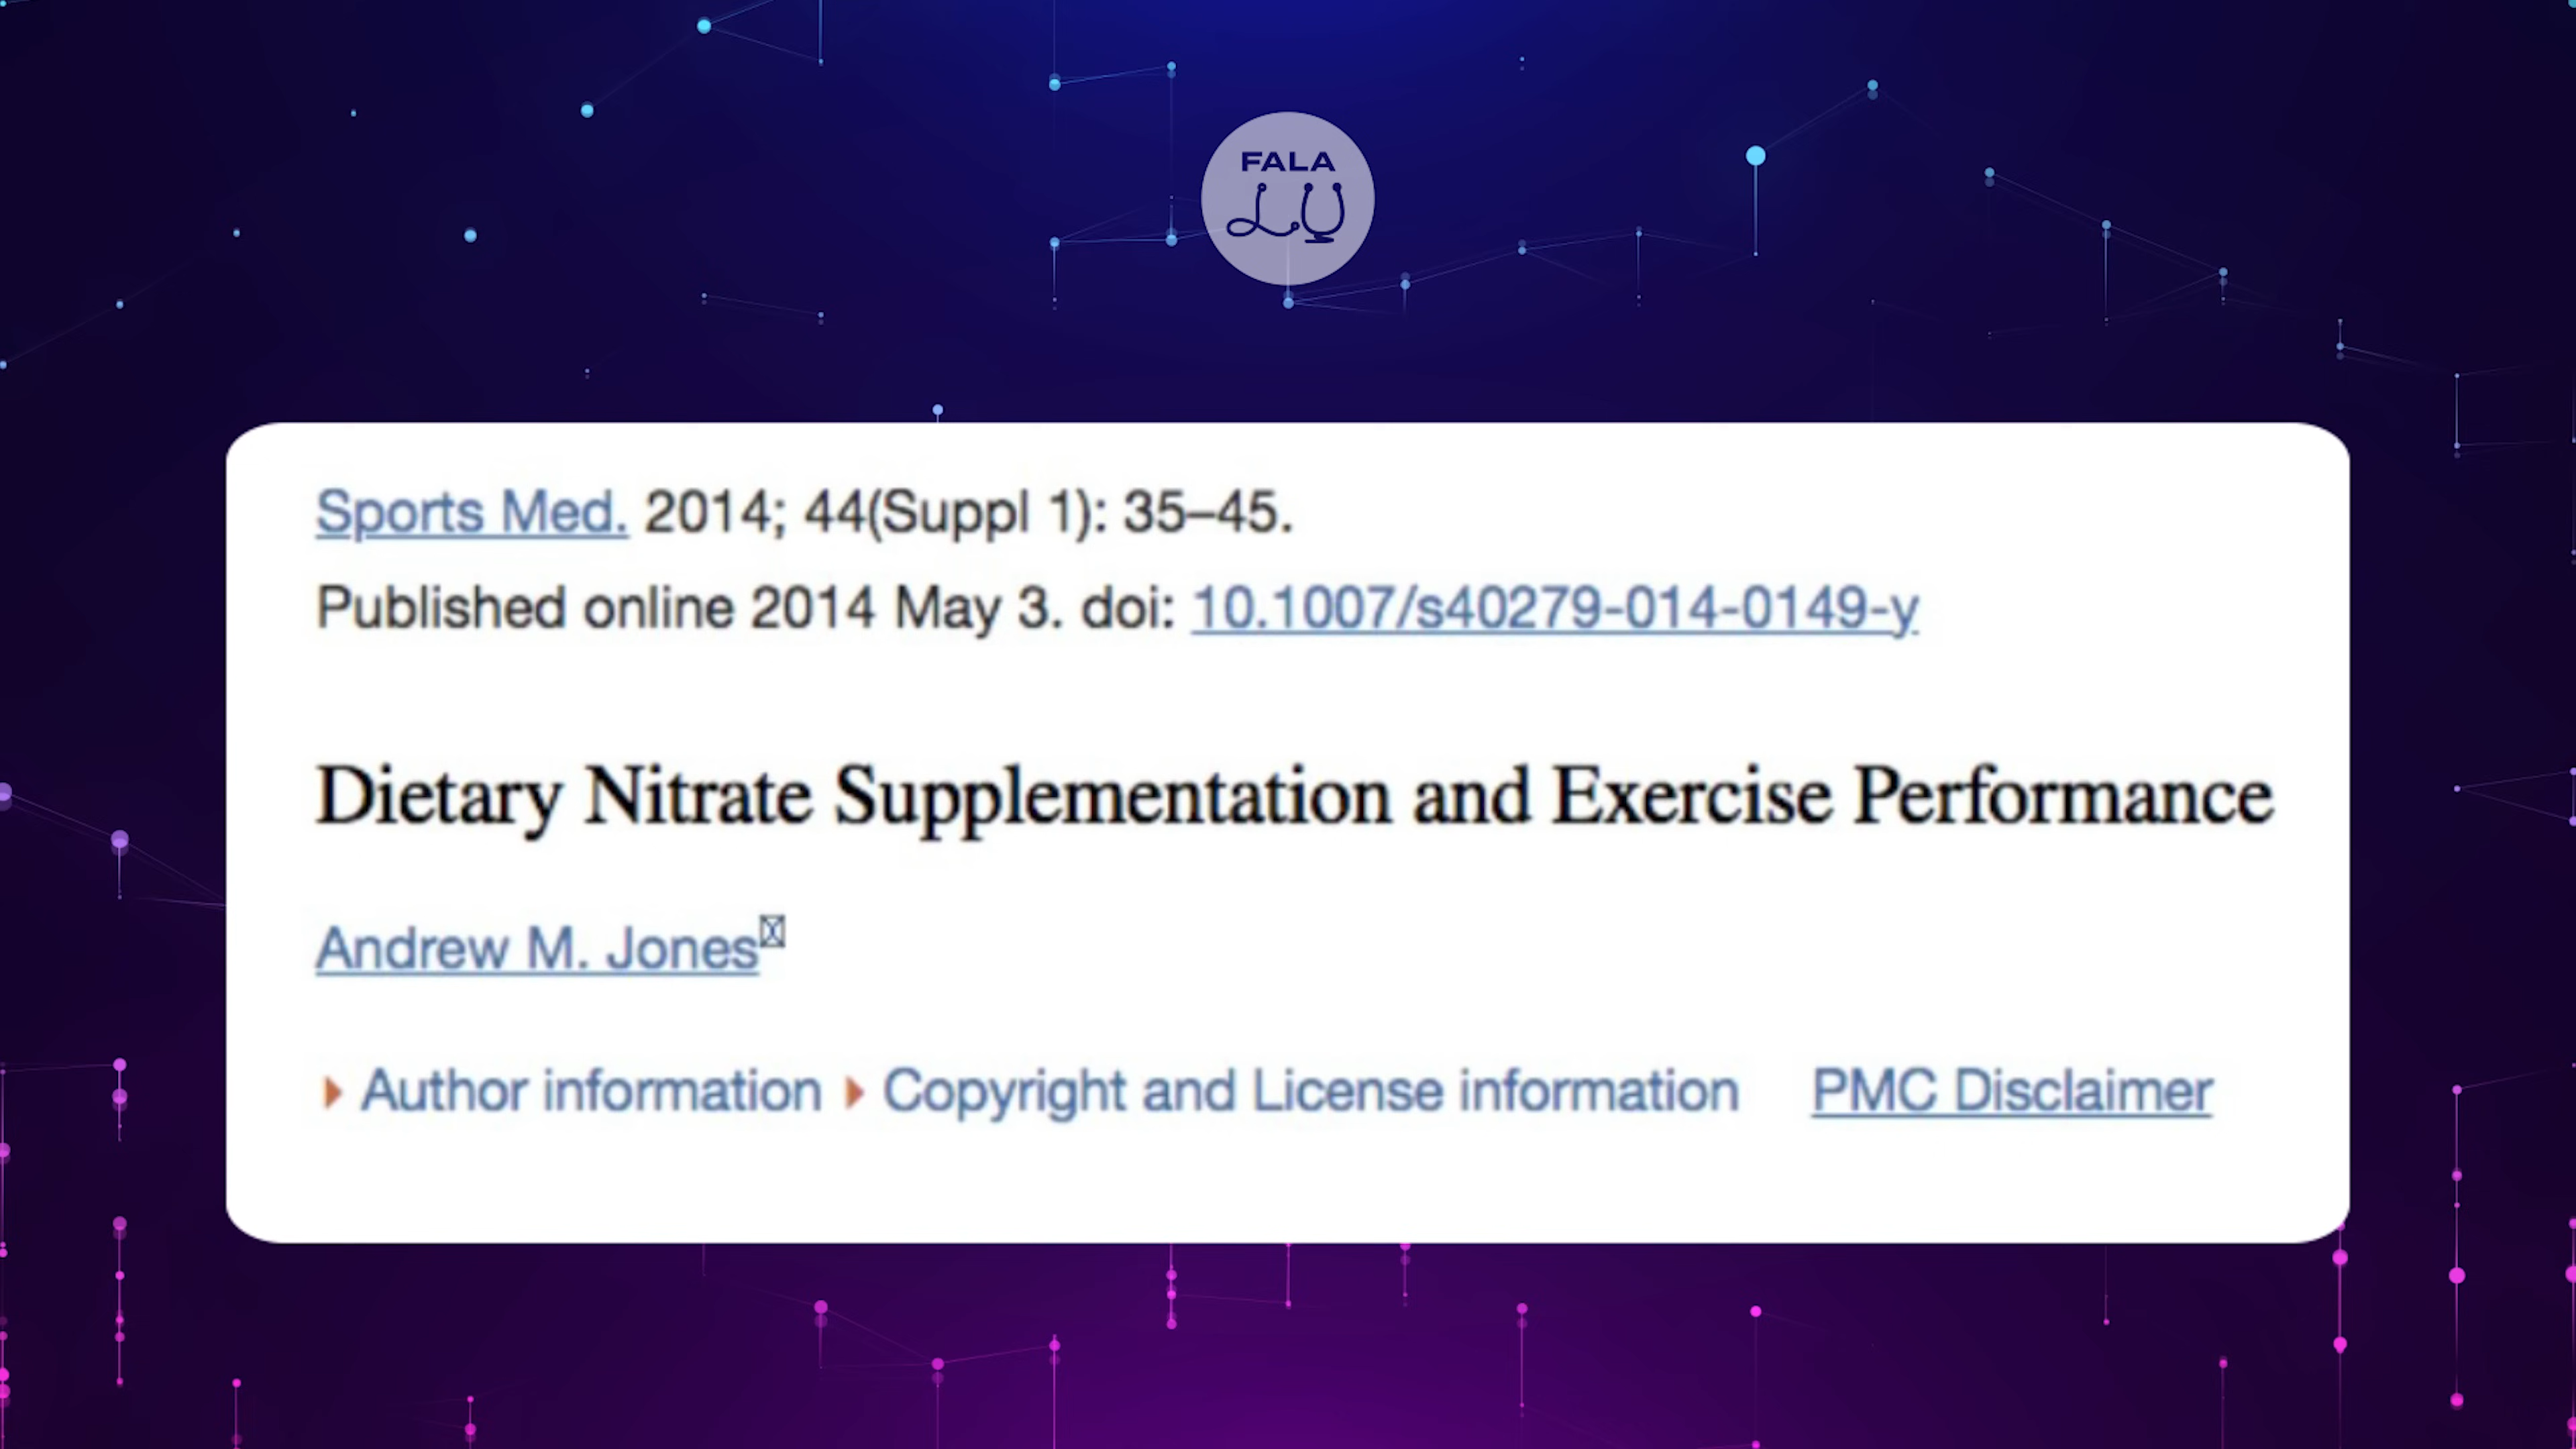 FALA
LU
Sports Med. 2014; 44(Suppl 1): 35–45.
Published online 2014 May 3. doi: 10.1007/s40279-014-0149-y
Dietary Nitrate Supplementation and Exercise Performance
Andrew M. Jones
Author information Copyright and License information PMC Disclaimer